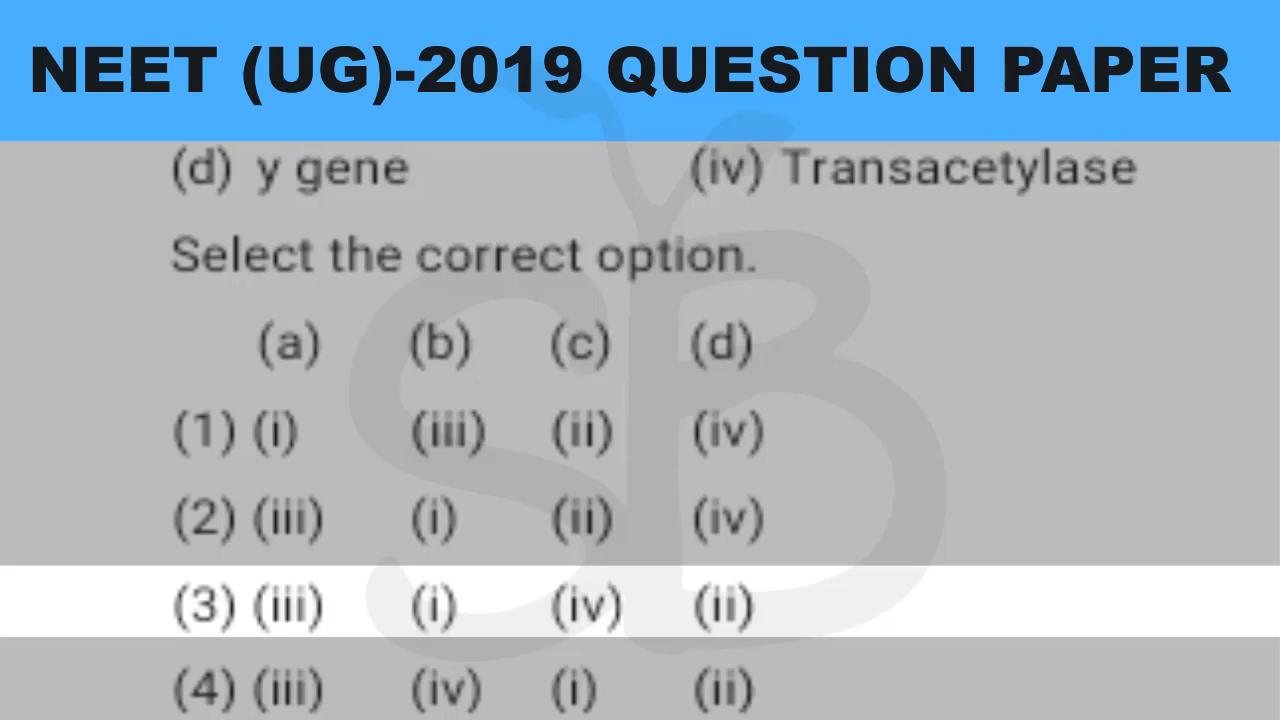 NEET (UG)-2019 QUESTION PAPER
(d) y gene (iv) Transacetylase
Select the correct option.
(a) (b) (c) (d)
(1) (i) (iii) (ii) (iv)
(2) (iii) (i) (ii) (iv)
(3) (iii) (i) (iv) (ii)
(4) (iii) (iv) (i) (ii)
SB